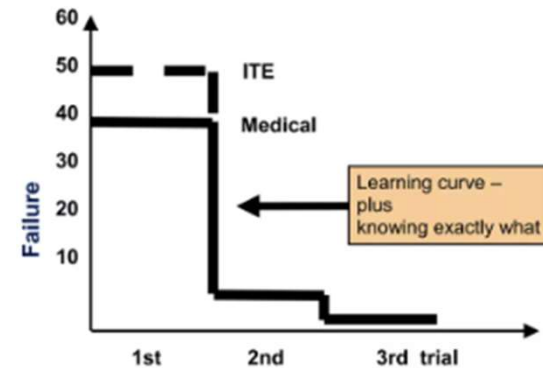 60
50
ITE
40
Medical
30
Learning curve –
plus
knowing exactly what
20
10
Failure
1st 2nd 3rd trial